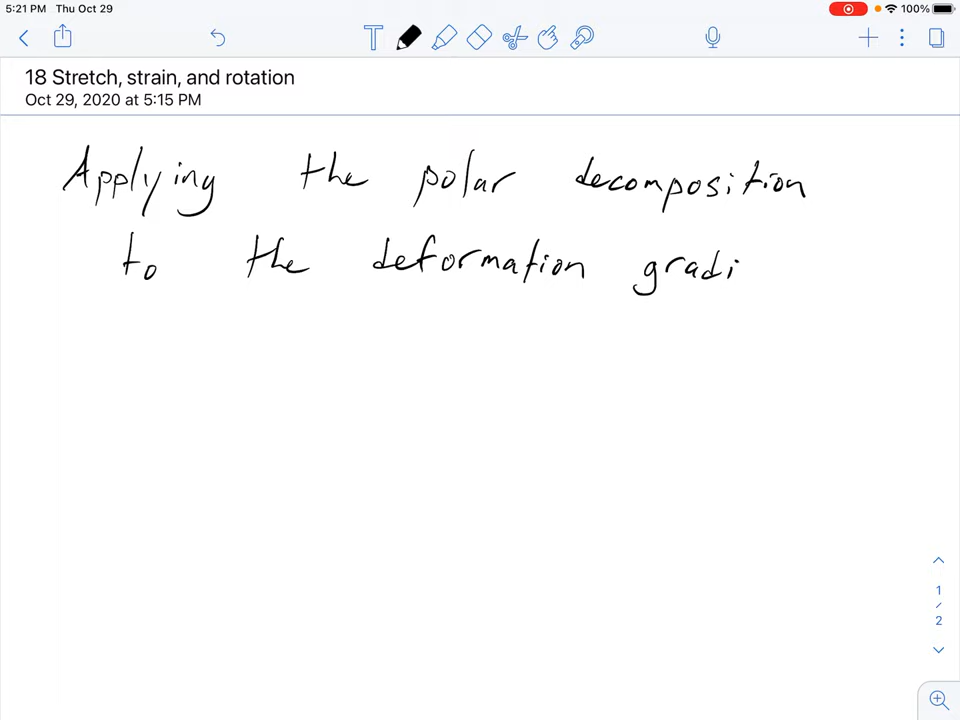 5:21 PM Thu Oct 29
100%
18 Stretch, strain, and rotation
Oct 29, 2020 at 5:15 PM
Applying the polar decomposition
to the deformation gradi
1
/
2